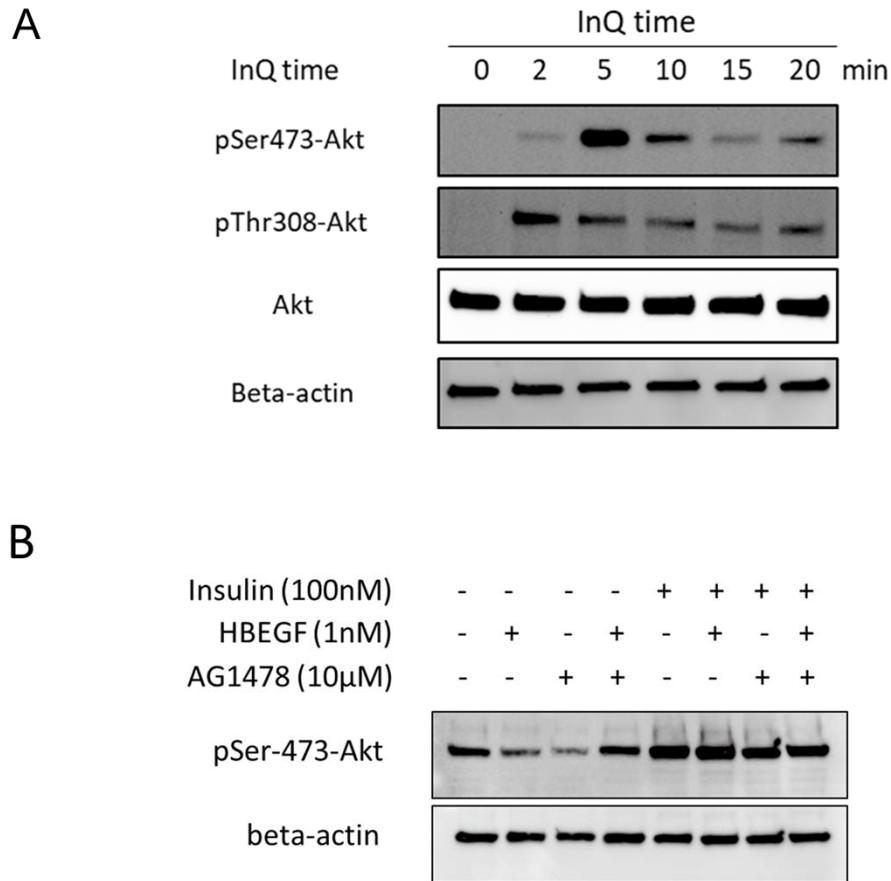 A
InQ time
InQ time 0 2 5 10 15 20 min
pSer473-Akt
pThr308-Akt
Akt
Beta-actin
B
Insulin (100nM) - - - - + + + +
HBEGF (1nM) - + - + - + - +
AG1478 (10µM) - - + + - - + +
pSer-473-Akt
beta-actin